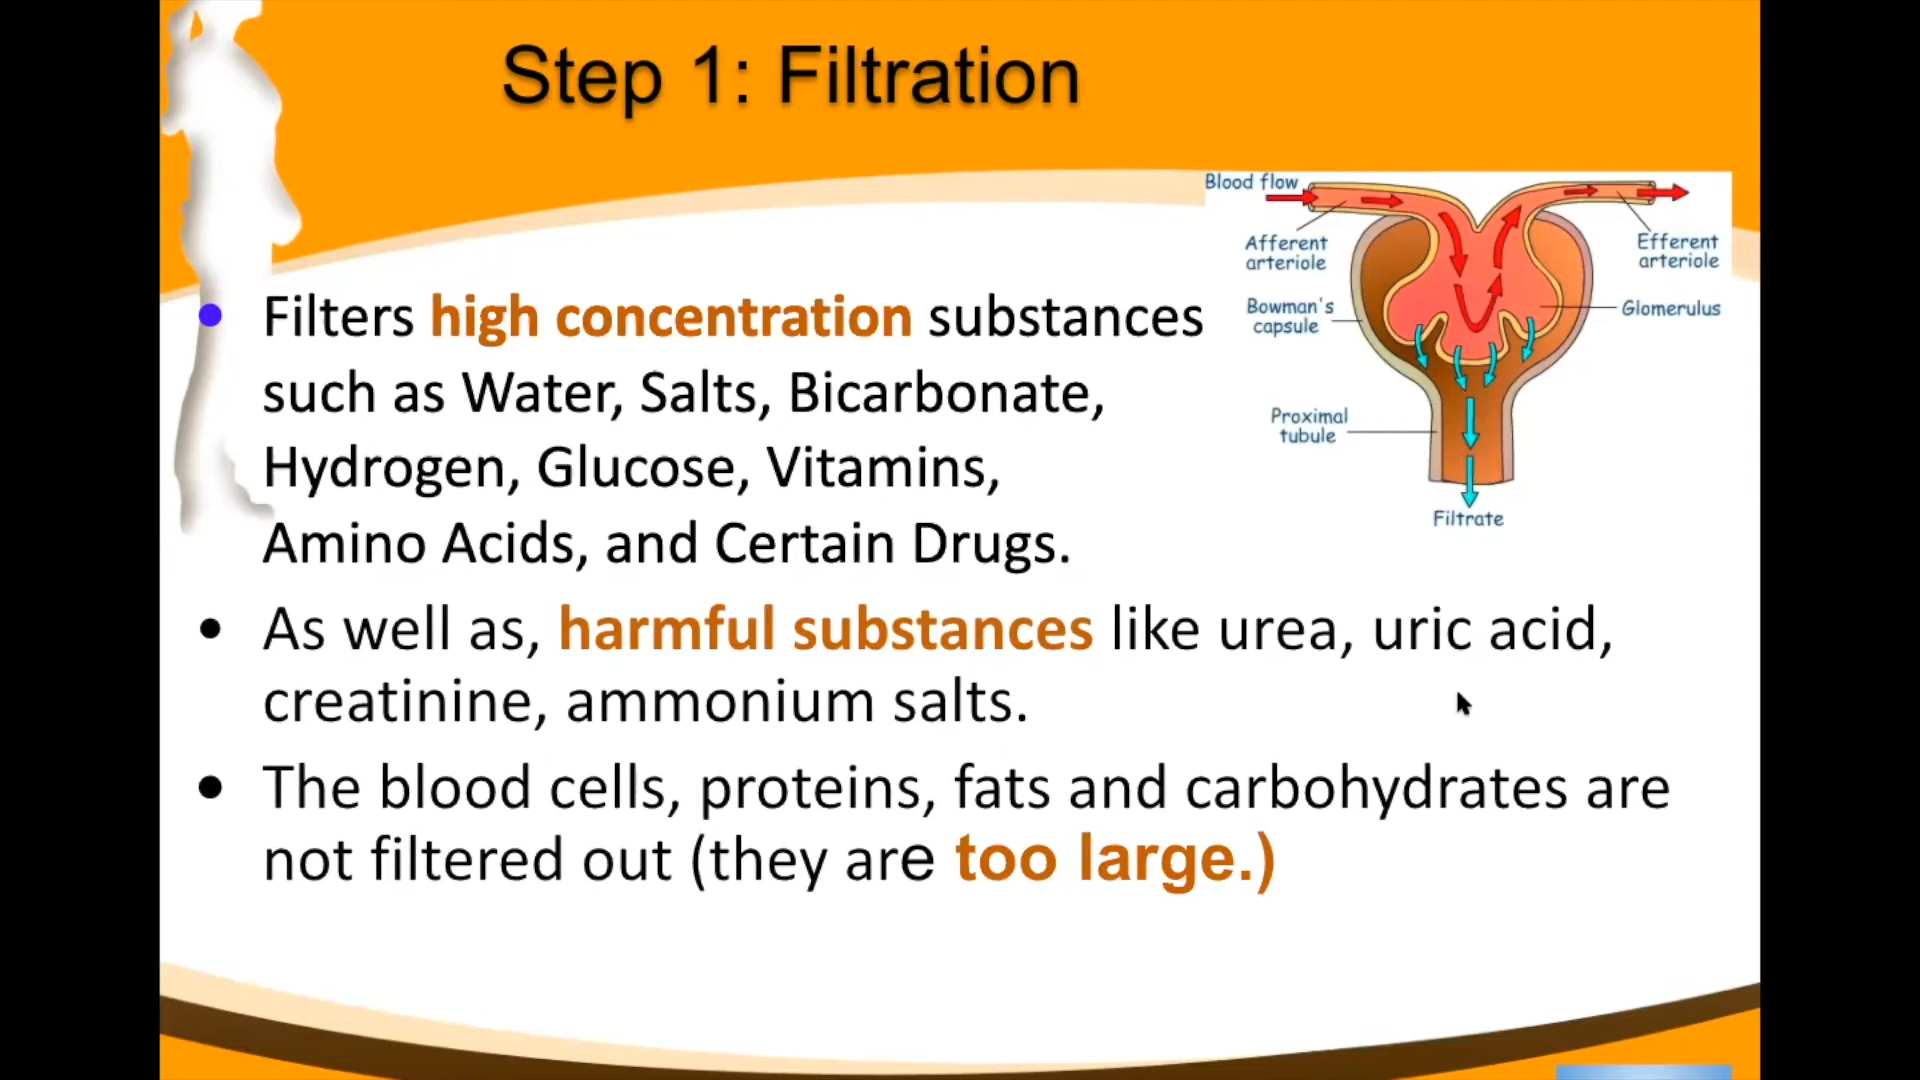 Step 1: Filtration
Blood flow
Afferent
arteriole
Efferent
arteriole
Bowman's
capsule
Glomerulus
Proximal
tubule
Filtrate
Filters high concentration substances
such as Water, Salts, Bicarbonate,
Hydrogen, Glucose, Vitamins,
Amino Acids, and Certain Drugs.
As well as, harmful substances like urea, uric acid,
creatinine, ammonium salts.
The blood cells, proteins, fats and carbohydrates are
not filtered out (they are too large.)